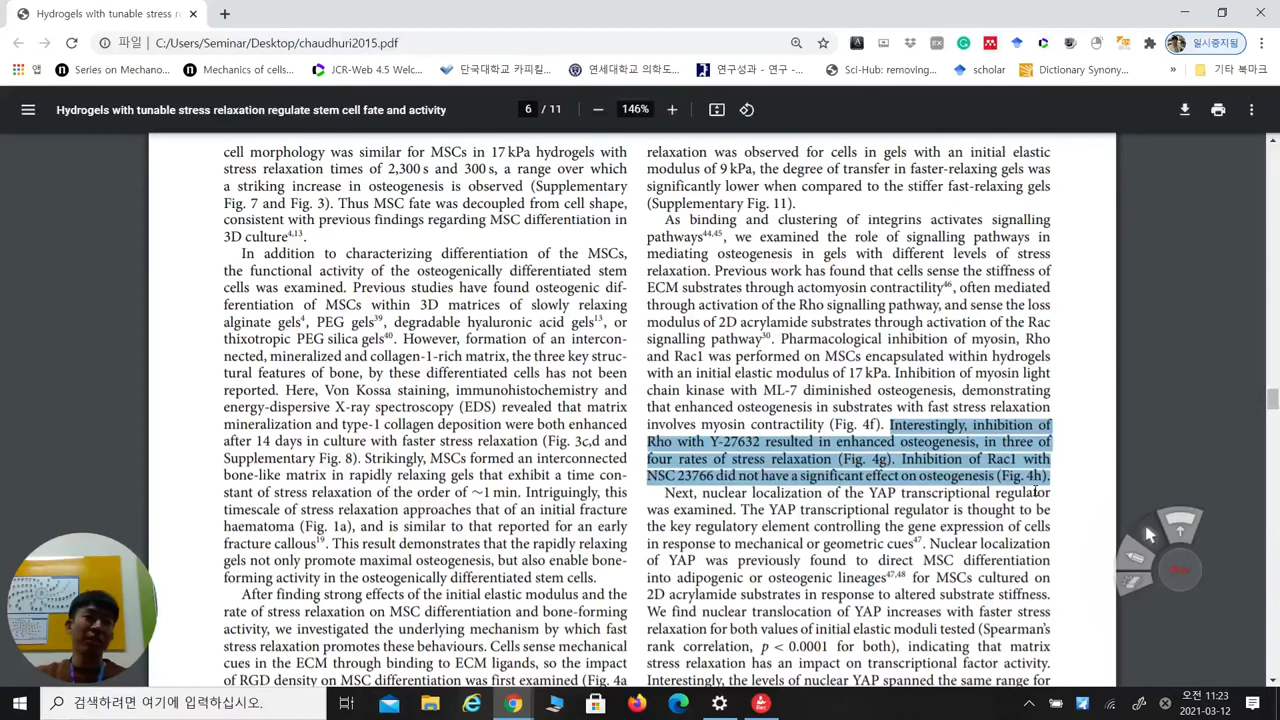 Hydrogels with tunable stress re
파일 | C:/Users/Seminar/Desktop/chaudhuri2015.pdf
일시중지됨
앱
Series on Mechano...
Mechanics of cells...
JCR-Web 4.5 Welc...
단국대학교 카피킬...
연세대학교 의학도...
연구성과 - 주요연...
Sci-Hub: removing...
scholar
Dictionary Synony...
»
기타 북마크
Hydrogels with tunable stress relaxation regulate stem cell fate and activity
6 / 11
146%
cell morphology was similar for MSCs in 17 kPa hydrogels with
stress relaxation times of 2,300 s and 300 s, a range over which
a striking increase in osteogenesis is observed (Supplementary
Fig. 7 and Fig. 3). Thus MSC fate was decoupled from cell shape,
consistent with previous findings regarding MSC differentiation in
3D culture4,13.
In addition to characterizing differentiation of the MSCs,
the functional activity of the osteogenically differentiated stem
cells was examined. Previous studies have found osteogenic dif-
ferentiation of MSCs within 3D matrices of slowly relaxing
alginate gels4, PEG gels39, degradable hyaluronic acid gels13, or
thixotropic PEG silica gels40. However, formation of an intercon-
nected, mineralized and collagen-1-rich matrix, the three key struc-
tural features of bone, by these differentiated cells has not been
reported. Here, Von Kossa staining, immunohistochemistry and
energy-dispersive X-ray spectroscopy (EDS) revealed that matrix
mineralization and type-1 collagen deposition were both enhanced
after 14 days in culture with faster stress relaxation (Fig. 3c,d and
Supplementary Fig. 8). Strikingly, MSCs formed an interconnected
bone-like matrix in rapidly relaxing gels that exhibit a time con-
stant of stress relaxation of the order of ~1 min. Intriguingly, this
timescale of stress relaxation approaches that of an initial fracture
haematoma (Fig. 1a), and is similar to that reported for an early
fracture callous19. This result demonstrates that the rapidly relaxing
gels not only promote maximal osteogenesis, but also enable bone-
forming activity in the osteogenically differentiated stem cells.
After finding strong effects of the initial elastic modulus and the
rate of stress relaxation on MSC differentiation and bone-forming
activity, we investigated the underlying mechanism by which fast
stress relaxation promotes these behaviours. Cells sense mechanical
cues in the ECM through binding to ECM ligands, so the impact
of RGD density on MSC differentiation was first examined (Fig. 4a
relaxation was observed for cells in gels with an initial elastic
modulus of 9 kPa, the degree of transfer in faster-relaxing gels was
significantly lower when compared to the stiffer fast-relaxing gels
(Supplementary Fig. 11).
As binding and clustering of integrins activates signalling
pathways44,45, we examined the role of signalling pathways in
mediating osteogenesis in gels with different levels of stress
relaxation. Previous work has found that cells sense the stiffness of
ECM substrates through actomyosin contractility46, often mediated
through activation of the Rho signalling pathway, and sense the loss
modulus of 2D acrylamide substrates through activation of the Rac
signalling pathway30. Pharmacological inhibition of myosin, Rho
and Rac1 was performed on MSCs encapsulated within hydrogels
with an initial elastic modulus of 17 kPa. Inhibition of myosin light
chain kinase with ML-7 diminished osteogenesis, demonstrating
that enhanced osteogenesis in substrates with fast stress relaxation
involves myosin contractility (Fig. 4f). Interestingly, inhibition of
Rho with Y-27632 resulted in enhanced osteogenesis, in three of
four rates of stress relaxation (Fig. 4g). Inhibition of Rac1 with
NSC 23766 did not have a significant effect on osteogenesis (Fig. 4h).
Next, nuclear localization of the YAP transcriptional regulator
was examined. The YAP transcriptional regulator is thought to be
the key regulatory element controlling the gene expression of cells
in response to mechanical or geometric cues47. Nuclear localization
of YAP was previously found to direct MSC differentiation
into adipogenic or osteogenic lineages47,48 for MSCs cultured on
2D acrylamide substrates in response to altered substrate stiffness.
We find nuclear translocation of YAP increases with faster stress
relaxation for both values of initial elastic moduli tested (Spearman's
rank correlation, p < 0.0001 for both), indicating that matrix
stress relaxation has an impact on transcriptional factor activity.
Interestingly, the levels of nuclear YAP spanned the same range for
검색하려면 여기에 입력하십시오.
오전 11:23
2021-03-12